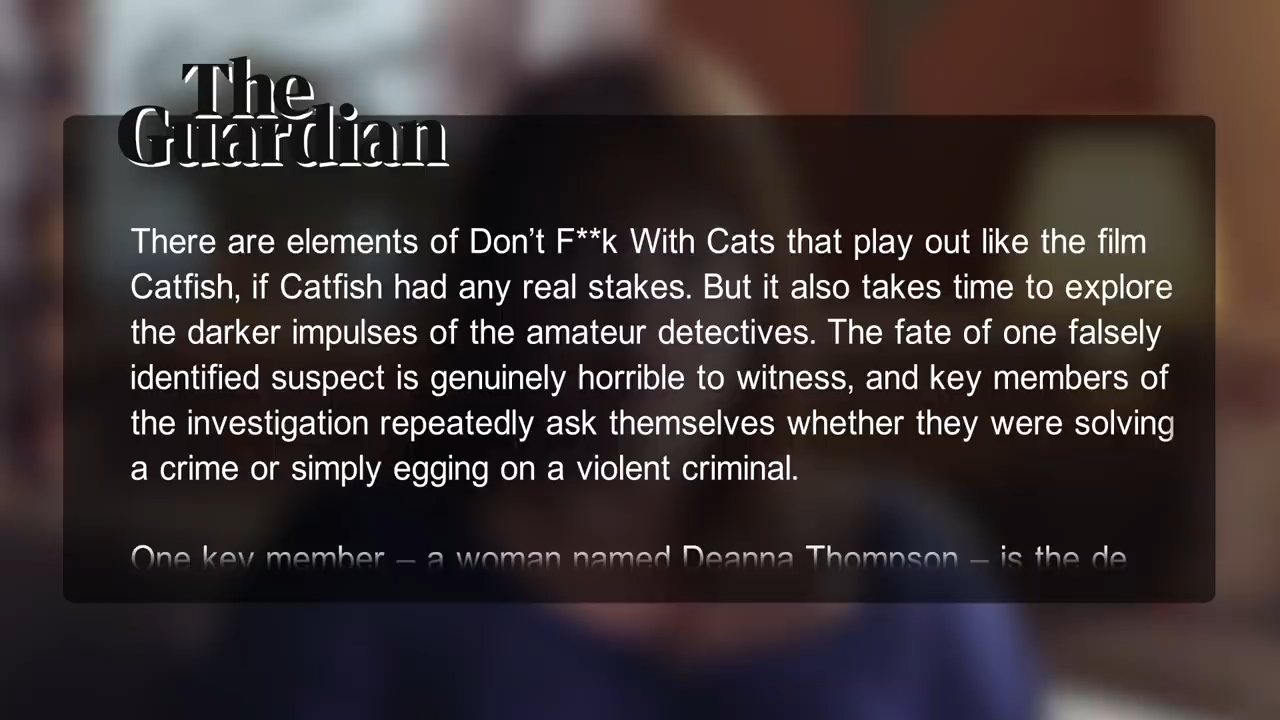 The
Guardian
There are elements of Don’t F**k With Cats that play out like the film
Catfish, if Catfish had any real stakes. But it also takes time to explore
the darker impulses of the amateur detectives. The fate of one falsely
identified suspect is genuinely horrible to witness, and key members of
the investigation repeatedly ask themselves whether they were solving
a crime or simply egging on a violent criminal.
One key member – a woman named Deanna Thompson – is the de